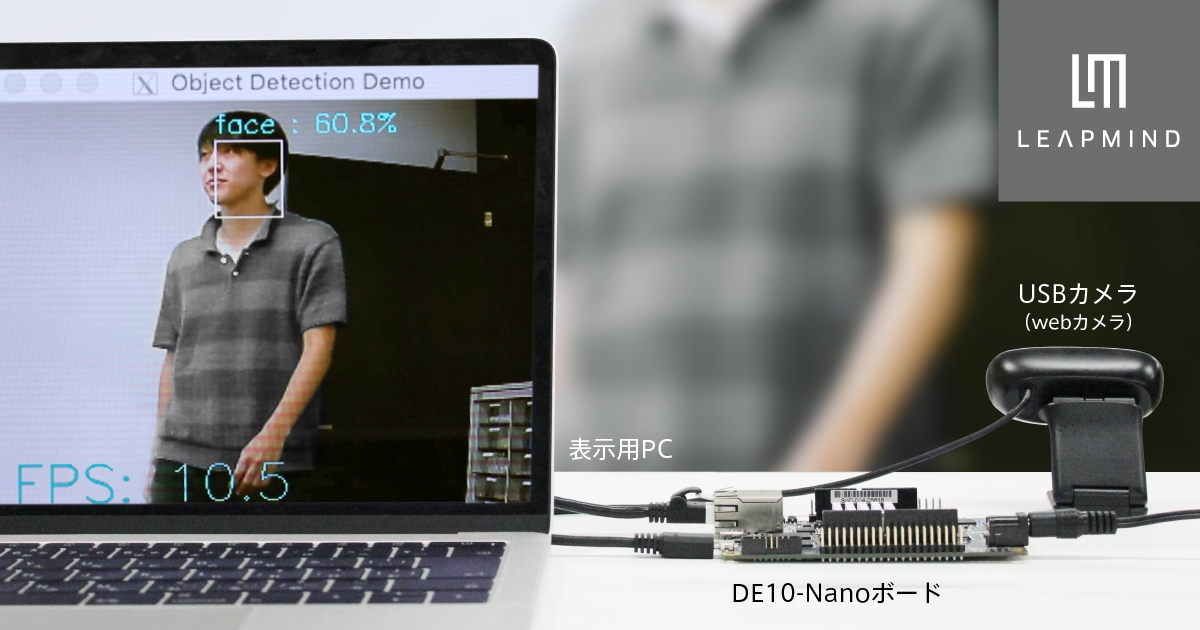 Object Detection Demo
face : 60.8%
FPS: 10.5
LM
LEAPMIND
USBカメラ
(webカメラ)
表示用PC
DE10-Nanoボード